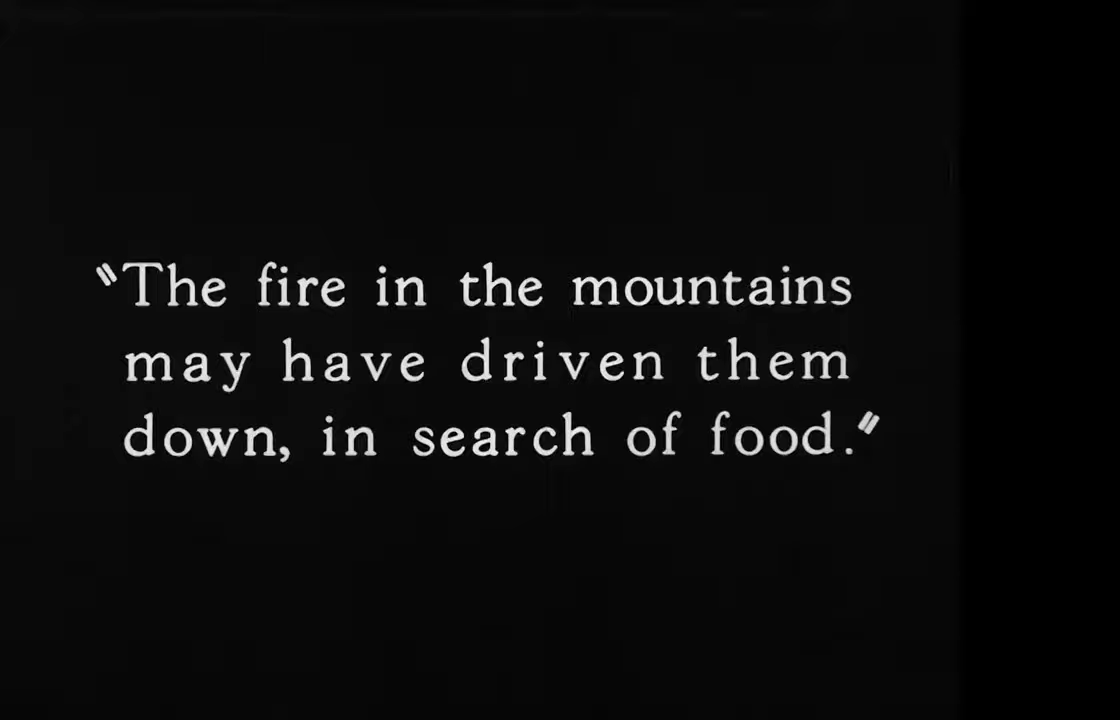 "The fire in the mountains
may have driven them
down, in search of food."